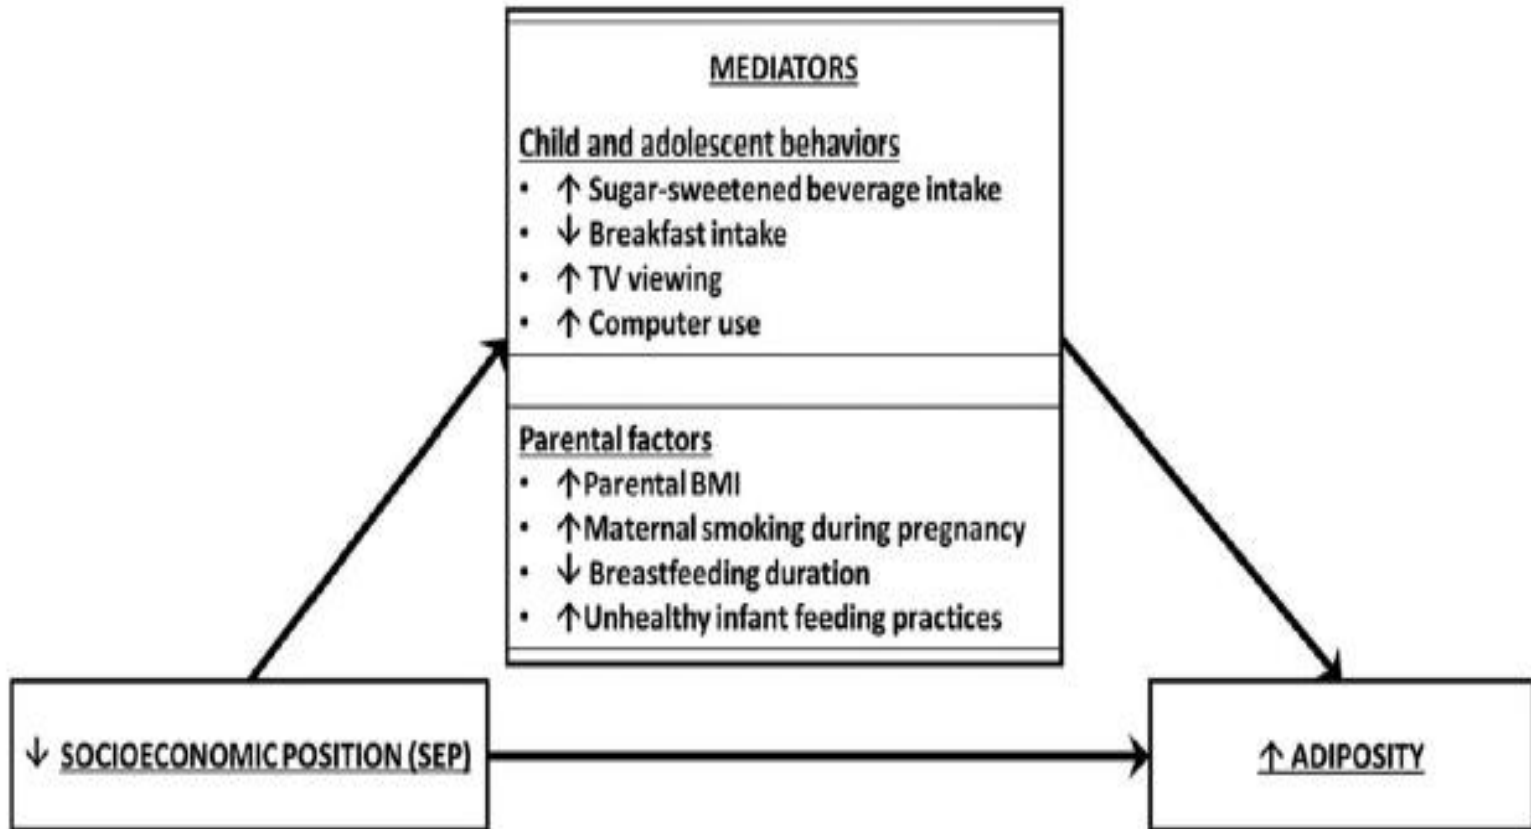 MEDIATORS
Child and adolescent behaviors
• ↑ Sugar-sweetened beverage intake
• ↓ Breakfast intake
• ↑ TV viewing
• ↑ Computer use
Parental factors
• ↑Parental BMI
• ↑Maternal smoking during pregnancy
• ↓ Breastfeeding duration
• ↑Unhealthy infant feeding practices
↓ SOCIOECONOMIC POSITION (SEP)
↑ ADIPOSITY